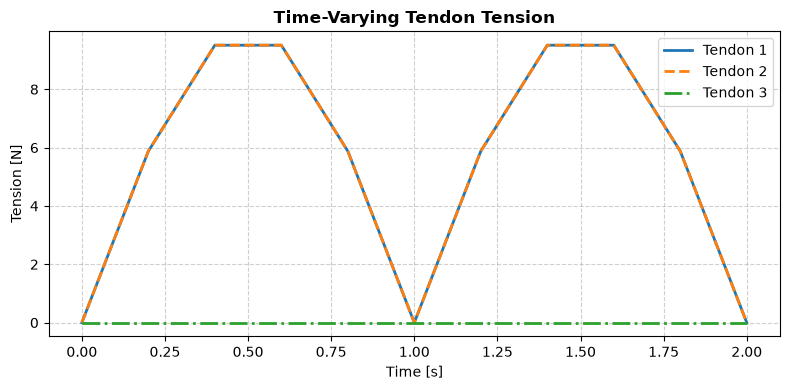 Time-Varying Tendon Tension
Tendon 1
Tendon 2
Tendon 3
Tension [N]
8
6
4
2
0
0.00 0.25 0.50 0.75 1.00 1.25 1.50 1.75 2.00
Time [s]